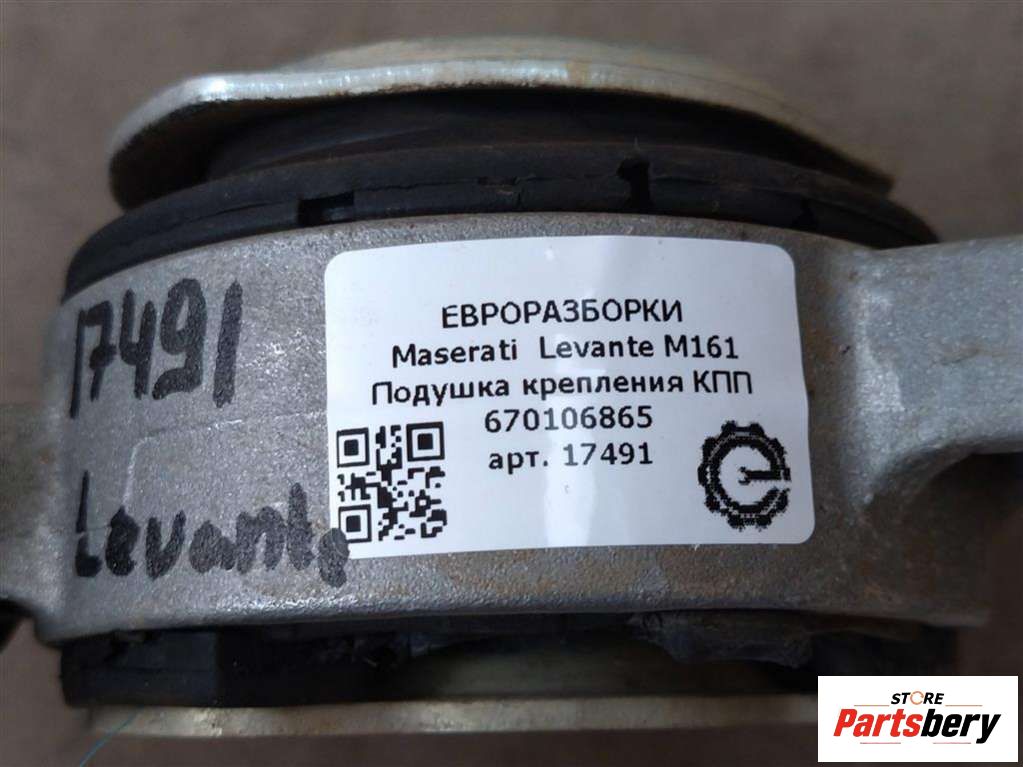 17491
Levante
ЕВРОРАЗБОРКИ
Maserati Levante M161
Подушка крепления КПП
670106865
арт. 17491
STORE
Partsbery